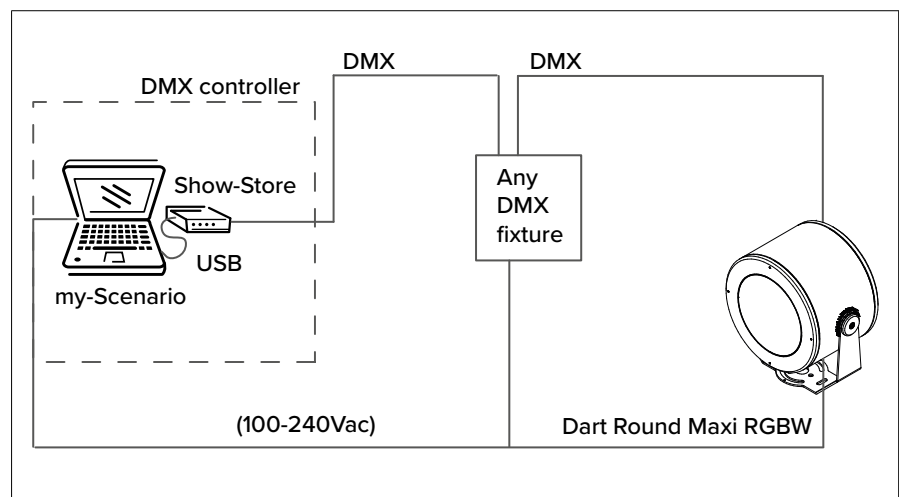 DMX
DMX
DMX controller
Show-Store
Any
DMX
fixture
USB
my-Scenario
(100-240Vac)
Dart Round Maxi RGBW